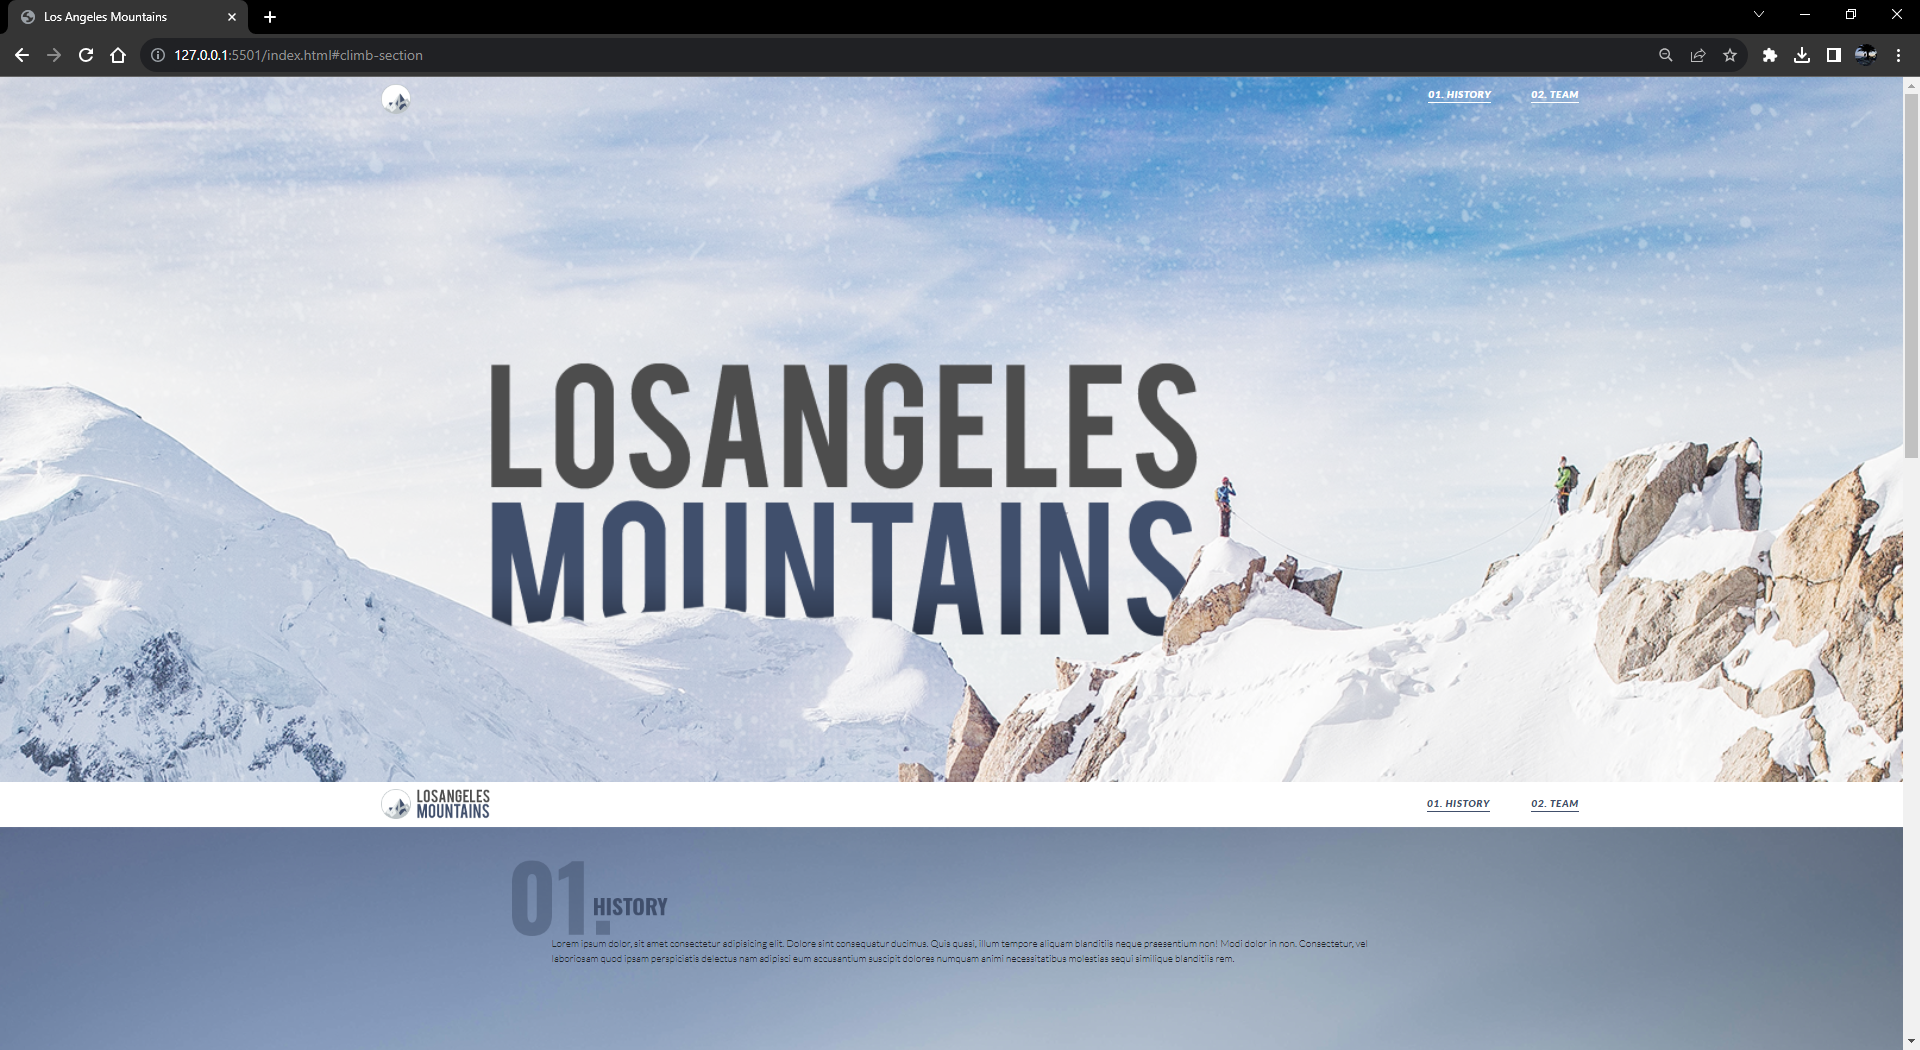 Los Angeles Mountains
127.0.0.1:5501/index.html#climb-section
01. HISTORY 02. TEAM
LOSANGELES
MOUNTAINS
LOSANGELES
MOUNTAINS
01. HISTORY 02. TEAM
01. HISTORY
Lorem ipsum dolor, sit amet consectetur adipisicing elit. Dolore sint consequatur ducimus. Quis quasi, illum tempore aliquam blanditiis neque praesentium non! Modi dolor in non. Consectetur, vel
laboriosam quod ipsam perspiciatis delectus nam adipisci eum accusantium suscipit dolores numquam animi necessitatibus molestias sequi similique blanditiis rem.